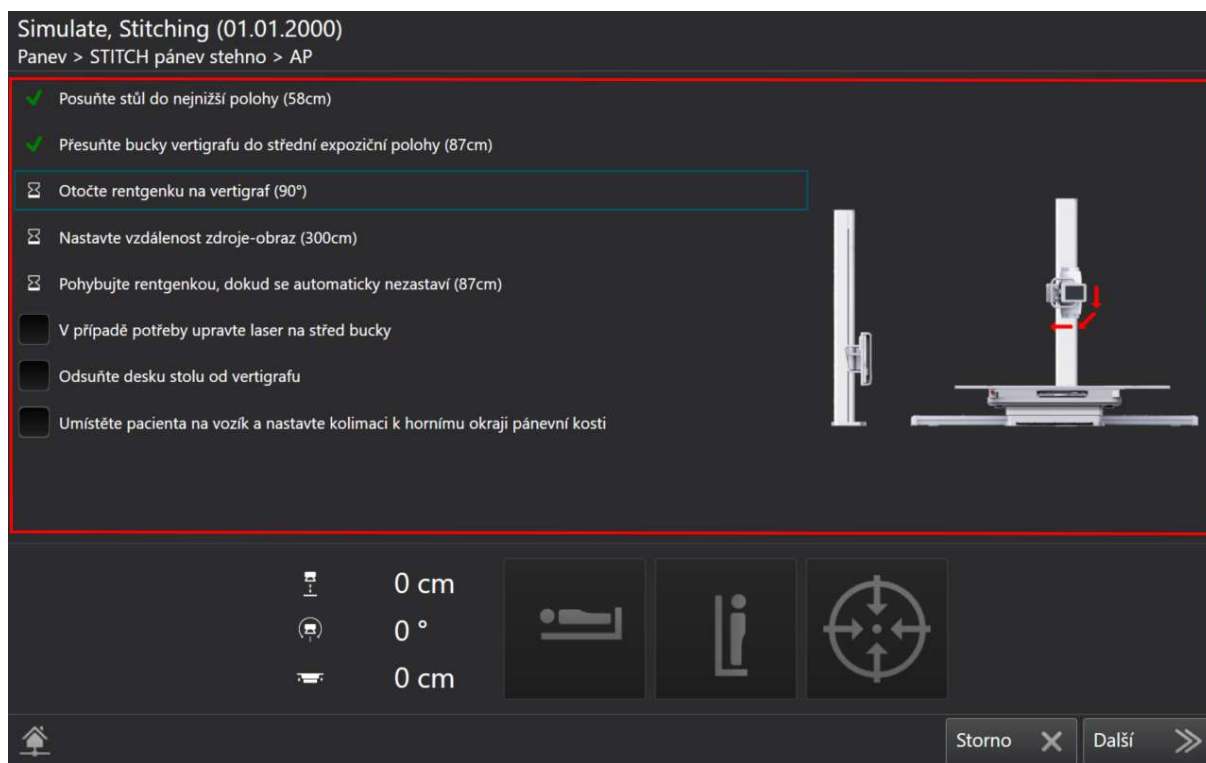 Simulate, Stitching (01.01.2000)
Panev > STITCH pánev stehno > AP
Posuňte stůl do nejnižší polohy (58cm)
Přesuňte bucky vertigrafu do střední expoziční polohy (87cm)
Otočte rentgenku na vertigraf (90°)
Nastavte vzdálenost zdroje-obraz (300cm)
Pohybujte rentgenkou, dokud se automaticky nezastaví (87cm)
V případě potřeby upravte laser na střed bucky
Odsuňte desku stolu od vertigrafu
Umístěte pacienta na vozík a nastavte kolimaci k hornímu okraji pánevní kosti
0 cm
0 °
0 cm
Storno
Další